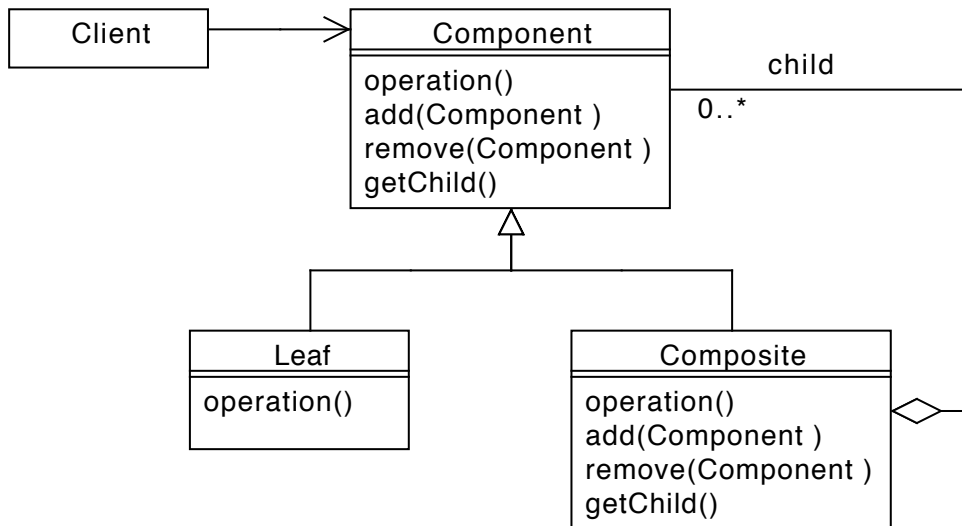 Client
Component
operation()
add(Component )
remove(Component )
getChild()
child
0..*
Leaf
operation()
Composite
operation()
add(Component )
remove(Component )
getChild()